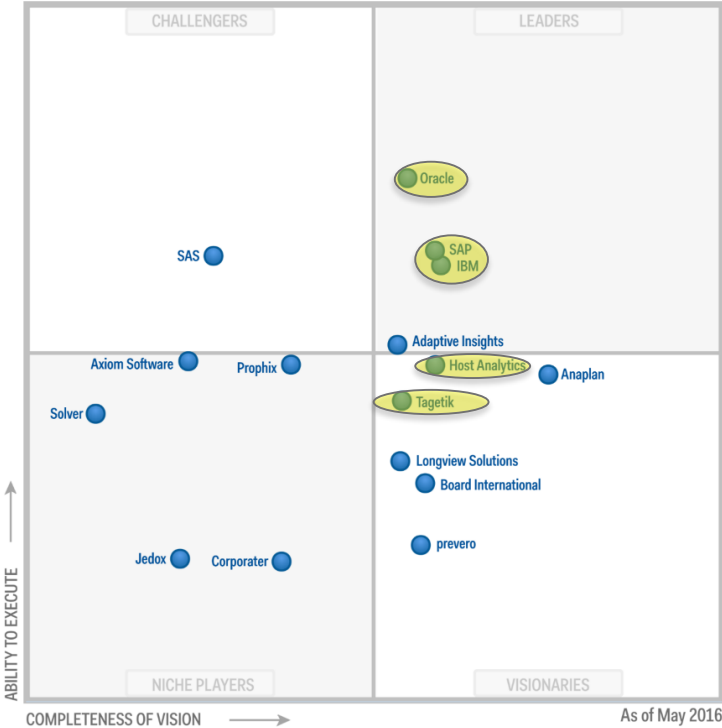 CHALLENGERS
LEADERS
Oracle
SAS
SAP
IBM
Adaptive Insights
Axiom Software
Prophix
Host Analytics
Anaplan
Solver
Tagetik
Longview Solutions
Board International
Jedox
Corporater
prevero
ABILITY TO EXECUTE
NICHE PLAYERS
VISIONARIES
COMPLETENESS OF VISION
As of May 2016